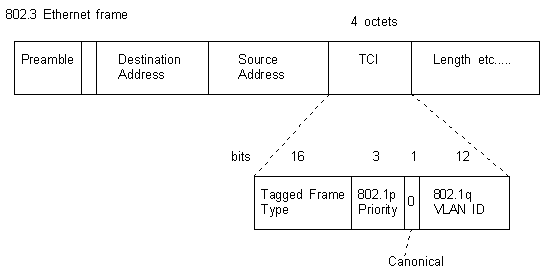 802.3 Ethernet frame
4 octets
Preamble
Destination
Address
Source
Address
TCI
Length etc.....
bits
16
3
1
12
Tagged Frame
Type
802.1p
Priority
0
802.1q
VLAN ID
Canonical